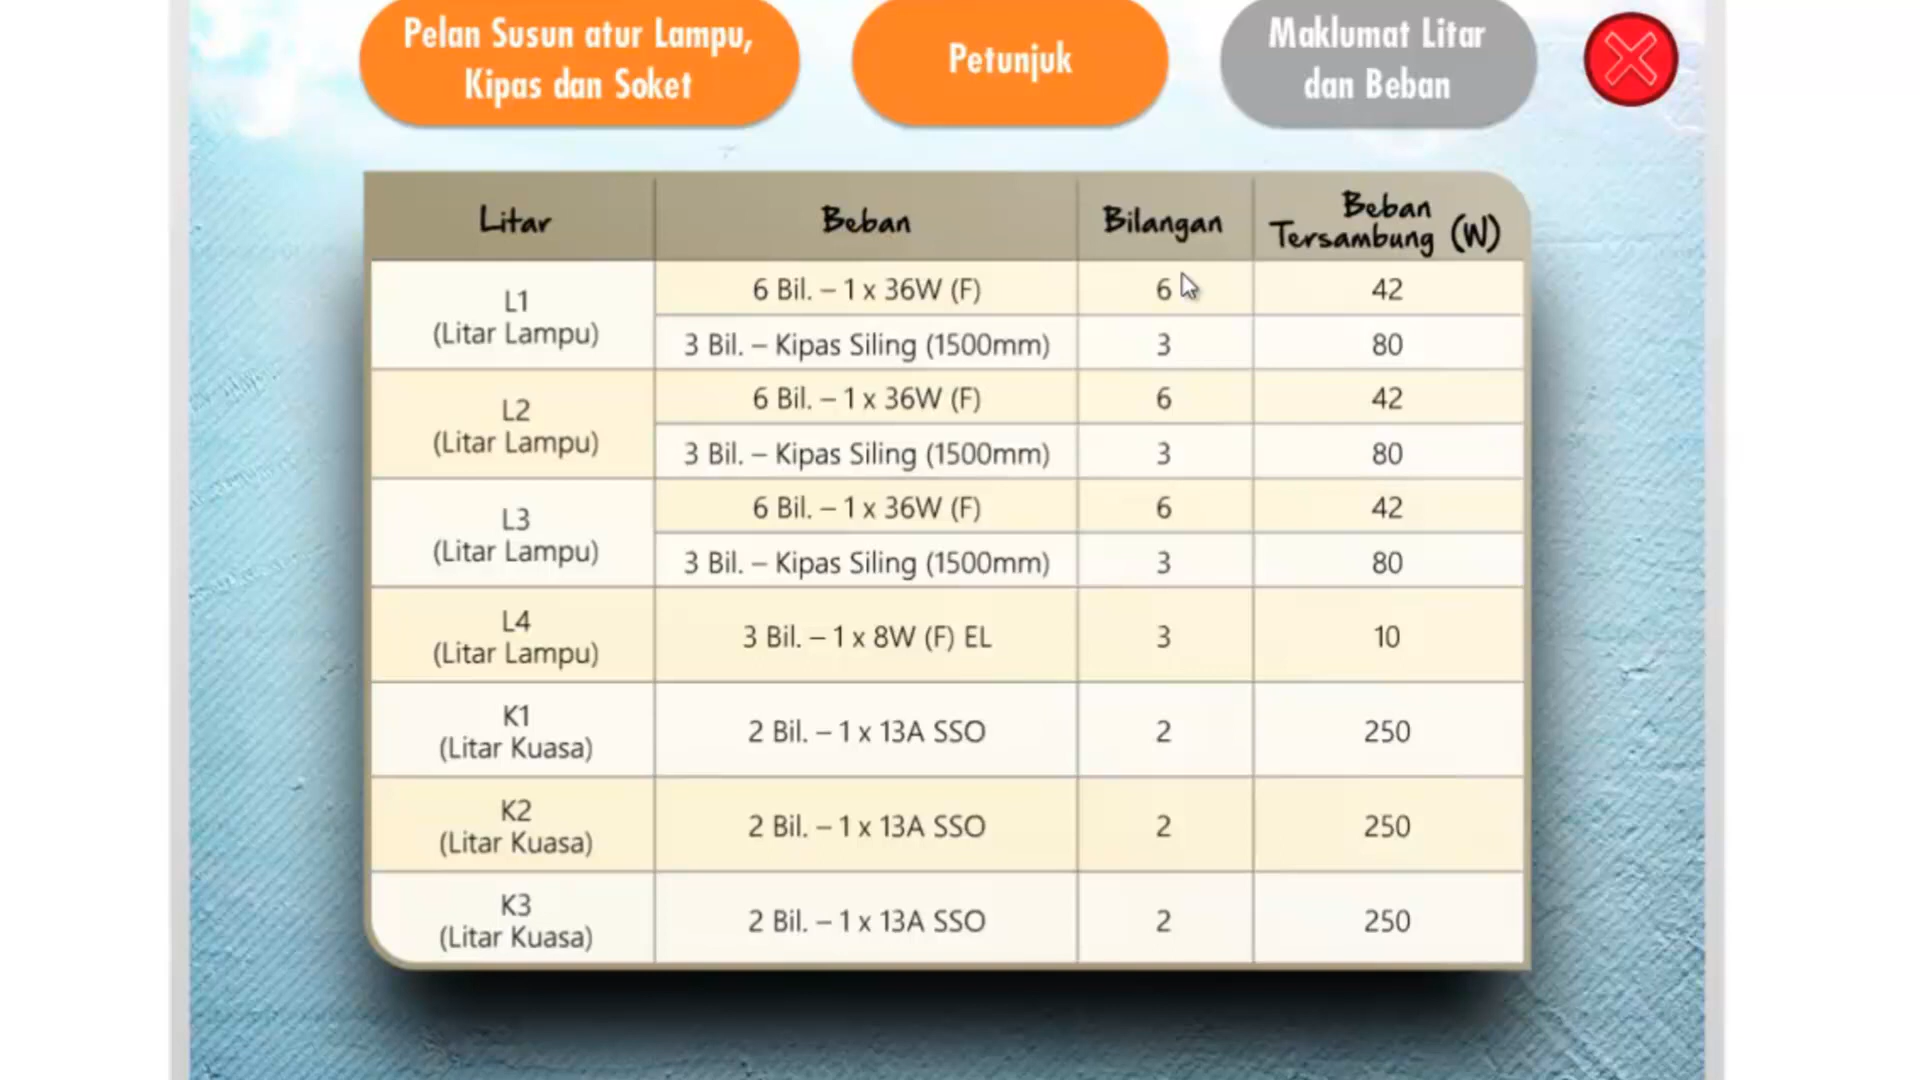 Pelan Susun atur Lampu,
Kipas dan Soket
Petunjuk
Maklumat Litar
dan Beban
Litar Beban Bilangan Beban
Tersambung (W)
L1
(Litar Lampu)
6 Bil. – 1 x 36W (F) 6 42
3 Bil. – Kipas Siling (1500mm) 3 80
L2
(Litar Lampu)
6 Bil. – 1 x 36W (F) 6 42
3 Bil. – Kipas Siling (1500mm) 3 80
L3
(Litar Lampu)
6 Bil. – 1 x 36W (F) 6 42
3 Bil. – Kipas Siling (1500mm) 3 80
L4
(Litar Lampu)
3 Bil. – 1 x 8W (F) EL 3 10
K1
(Litar Kuasa)
2 Bil. – 1 x 13A SSO 2 250
K2
(Litar Kuasa)
2 Bil. – 1 x 13A SSO 2 250
K3
(Litar Kuasa)
2 Bil. – 1 x 13A SSO 2 250